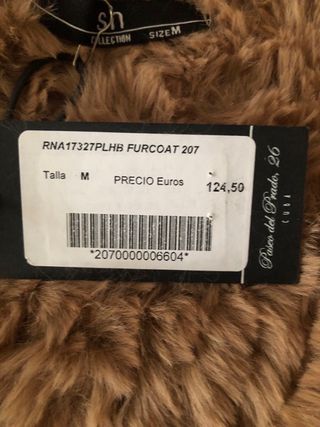 sh
COLLECTION SIZE M
RNA17327PLHB FURCOAT 207
Talla M PRECIO Euros 124,50
*2070000006604*
Paseo del Prado, 26
CUBA